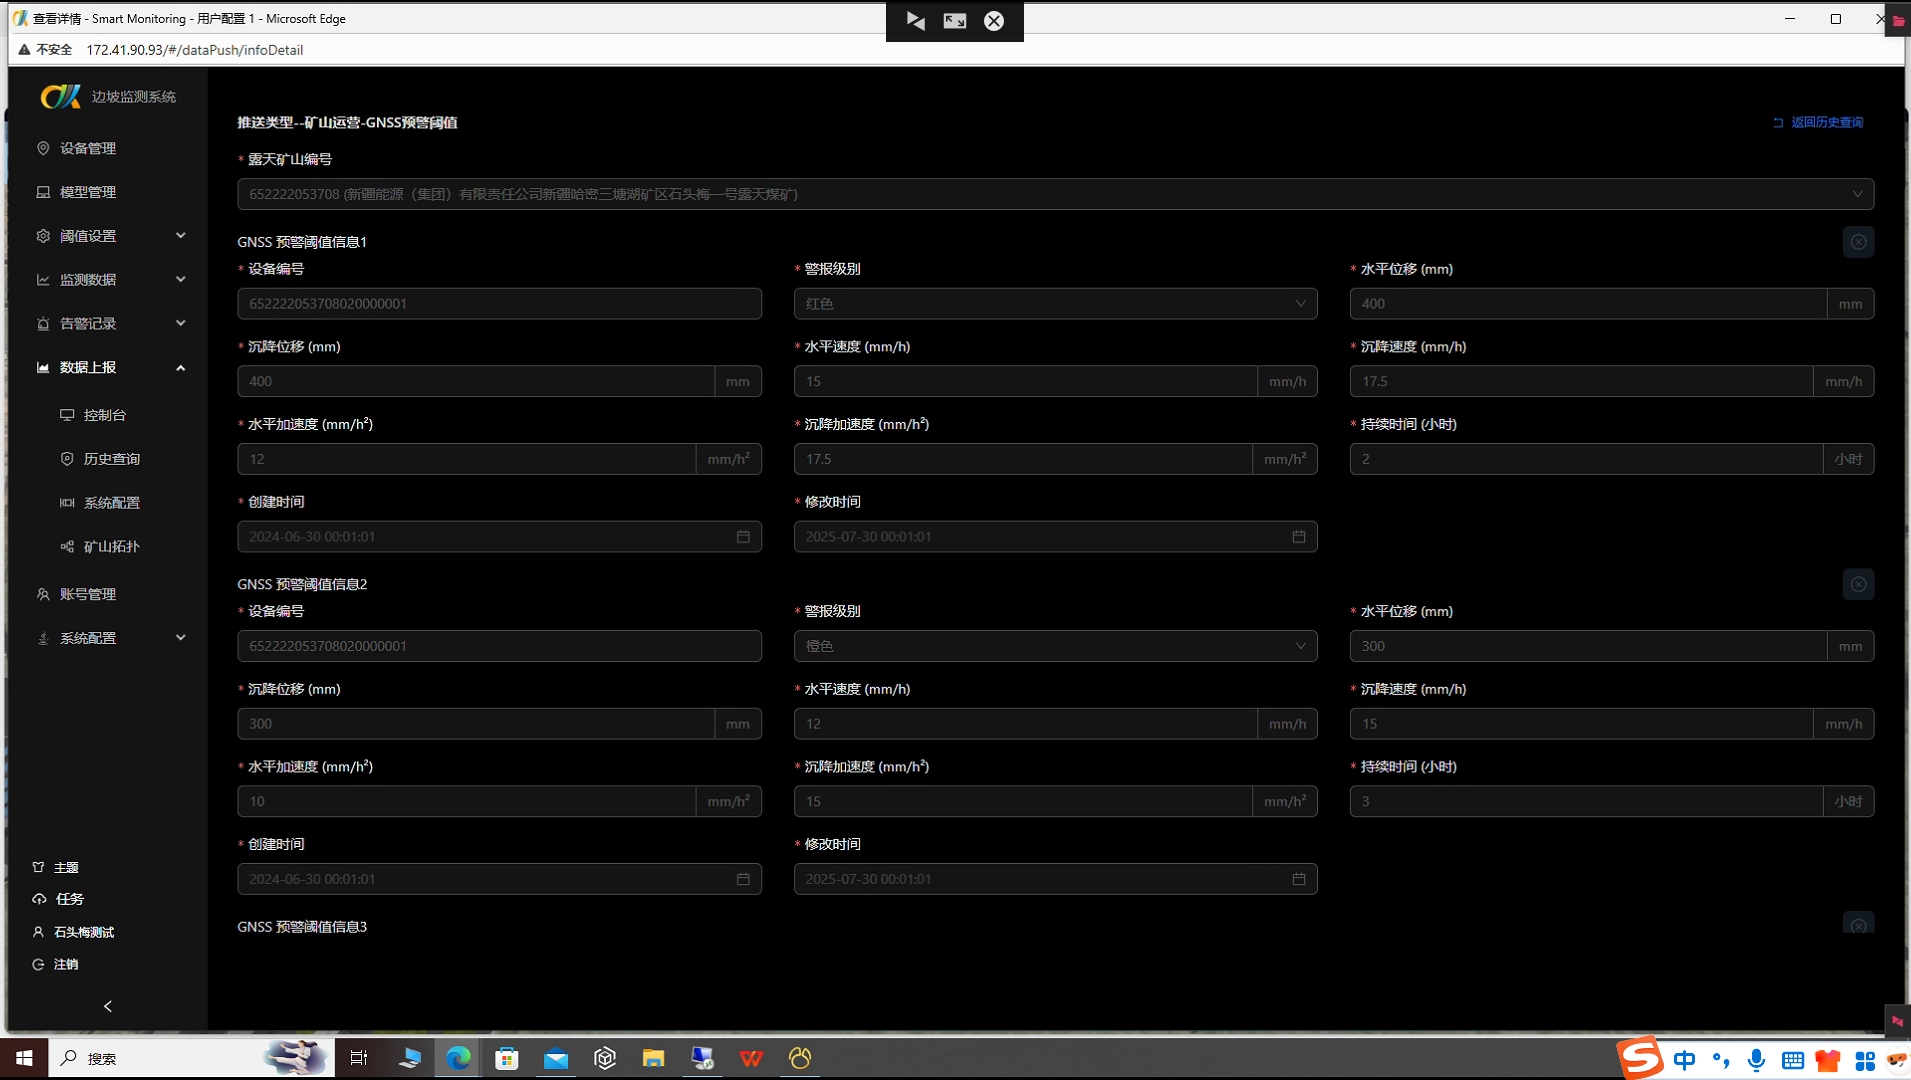 查看详情 - Smart Monitoring - 用户配置 1 - Microsoft Edge
不安全 172.41.90.93/#/dataPush/infoDetail
边坡监测系统
设备管理
模型管理
阈值设置
监测数据
告警记录
数据上报
控制台
历史查询
系统配置
矿山拓扑
账号管理
系统配置
主题
任务
石头梅测试
注销
推送类型--矿山运营-GNSS预警阈值
返回历史查询
* 露天矿山编号
652222053708 (新疆能源（集团）有限责任公司新疆哈密三塘湖矿区石头梅一号露天煤矿)
GNSS 预警阈值信息1
* 设备编号 * 警报级别 * 水平位移 (mm)
652222053708020000001 红色 400 mm
* 沉降位移 (mm) * 水平速度 (mm/h) * 沉降速度 (mm/h)
400 mm 15 mm/h 17.5 mm/h
* 水平加速度 (mm/h²) * 沉降加速度 (mm/h²) * 持续时间 (小时)
12 mm/h² 17.5 mm/h² 2 小时
* 创建时间 * 修改时间
2024-06-30 00:01:01 2025-07-30 00:01:01
GNSS 预警阈值信息2
* 设备编号 * 警报级别 * 水平位移 (mm)
652222053708020000001 橙色 300 mm
* 沉降位移 (mm) * 水平速度 (mm/h) * 沉降速度 (mm/h)
300 mm 12 mm/h 15 mm/h
* 水平加速度 (mm/h²) * 沉降加速度 (mm/h²) * 持续时间 (小时)
10 mm/h² 15 mm/h² 3 小时
* 创建时间 * 修改时间
2024-06-30 00:01:01 2025-07-30 00:01:01
GNSS 预警阈值信息3
搜索
中